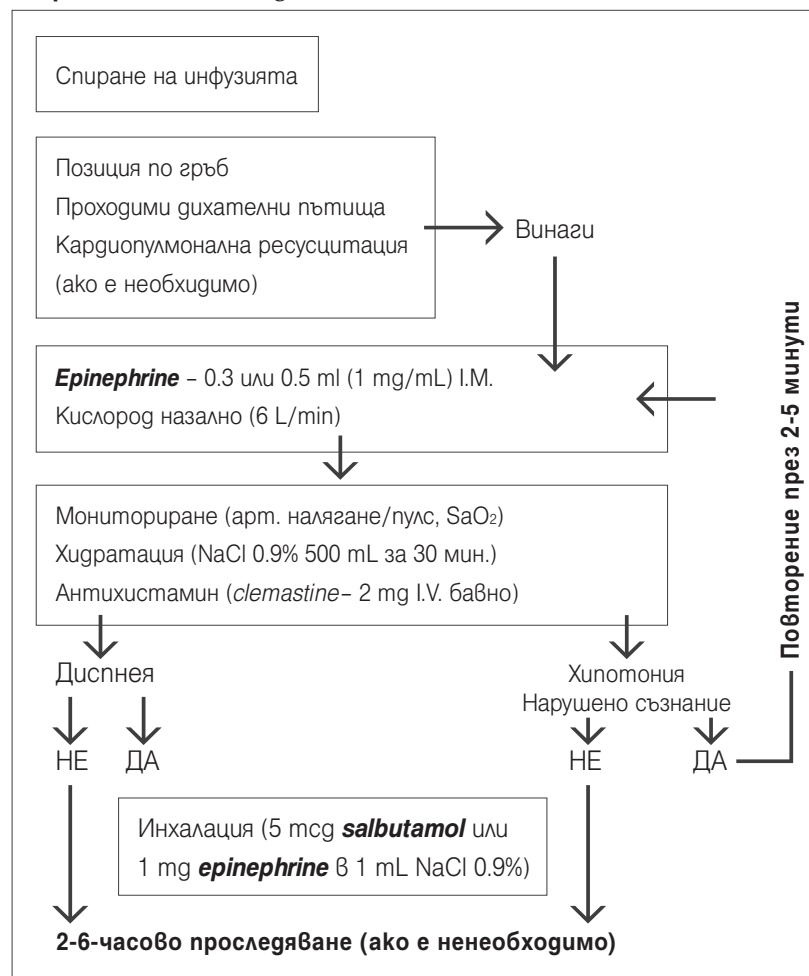 Спиране на инфузията
Позиция по гръб
Проходими дихателни пътища
Кардиопулмонална ресусцитация
(ако е необходимо)
Винаги
Epinephrine – 0.3 или 0.5 ml (1 mg/mL) I.M.
Кислород назално (6 L/min)
Повторение през 2-5 минути
Мониториране (арт. налягане/пулс, SaO2)
Хидратация (NaCl 0.9% 500 mL за 30 мин.)
Антихистамин (clemastine– 2 mg I.V. бавно)
Диспнея
Хипотония
Нарушено съзнание
НЕ ДА НЕ ДА
Инхалация (5 mcg salbutamol или
1 mg epinephrine в 1 mL NaCl 0.9%)
2-6-часово проследяване (ако е ненеобходимо)